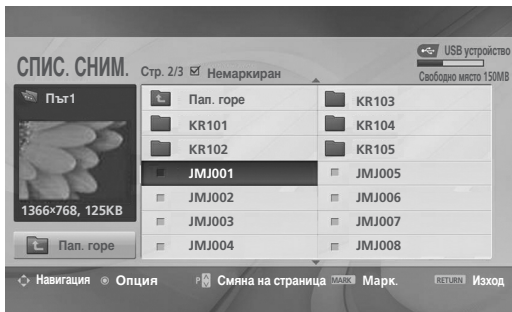 USB устройство
СПИС. СНИМ. Стр. 2/3 Немаркиран
Свободно място 150MB
Път1
Пап. горе KR103
KR101 KR104
KR102 KR105
JMJ001 JMJ005
JMJ002 JMJ006
1366×768, 125KB
JMJ003 JMJ007
Пап. горе
JMJ004 JMJ008
Навигация Опция P Смяна на страница MARK Марк. RETURN Изход